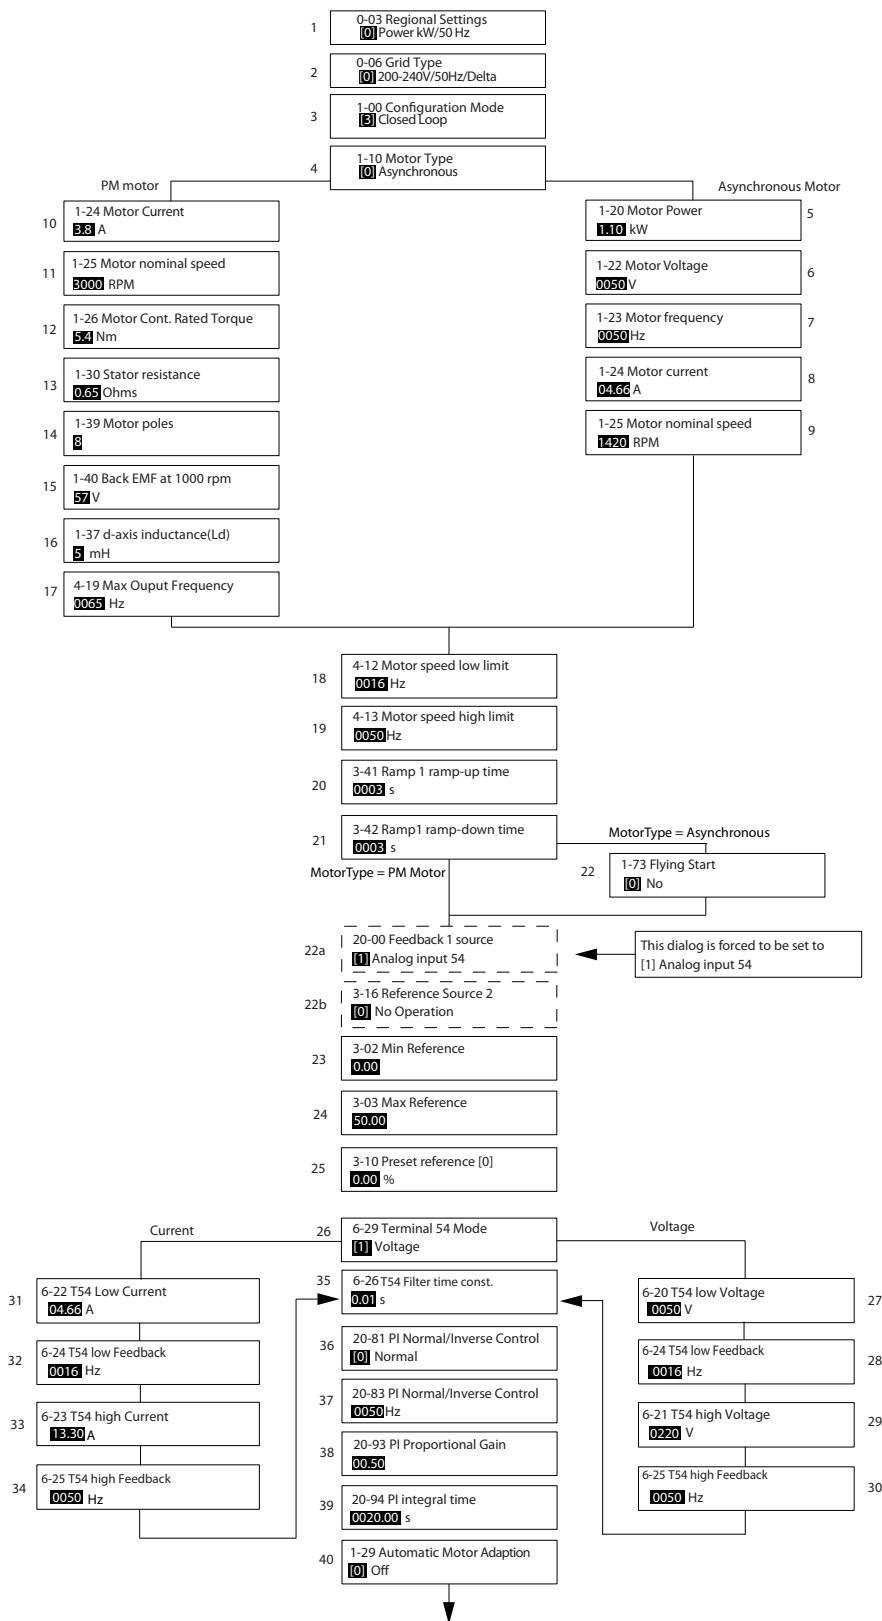 1
0-03 Regional Settings
[0] Power kW/50 Hz
2
0-06 Grid Type
[0] 200-240V/50Hz/Delta
3
1-00 Configuration Mode
[3] Closed Loop
4
1-10 Motor Type
[0] Asynchronous
PM motor
Asynchronous Motor
10
1-24 Motor Current
3.8 A
11
1-25 Motor nominal speed
3000 RPM
12
1-26 Motor Cont. Rated Torque
5.4 Nm
13
1-30 Stator resistance
0.65 Ohms
14
1-39 Motor poles
8
15
1-40 Back EMF at 1000 rpm
57 V
16
1-37 d-axis inductance(Ld)
5 mH
17
4-19 Max Ouput Frequency
0065 Hz
1-20 Motor Power
1.10 kW
5
1-22 Motor Voltage
0050 V
6
1-23 Motor frequency
0050 Hz
7
1-24 Motor current
04.66 A
8
1-25 Motor nominal speed
1420 RPM
9
18
4-12 Motor speed low limit
0016 Hz
19
4-13 Motor speed high limit
0050 Hz
20
3-41 Ramp 1 ramp-up time
0003 s
21
3-42 Ramp1 ramp-down time
0003 s
MotorType = Asynchronous
MotorType = PM Motor
22
1-73 Flying Start
[0] No
22a
20-00 Feedback 1 source
[1] Analog input 54
This dialog is forced to be set to
[1] Analog input 54
22b
3-16 Reference Source 2
[0] No Operation
23
3-02 Min Reference
0.00
24
3-03 Max Reference
50.00
25
3-10 Preset reference [0]
0.00 %
Current
26
6-29 Terminal 54 Mode
[1] Voltage
Voltage
31
6-22 T54 Low Current
04.66 A
32
6-24 T54 low Feedback
0016 Hz
33
6-23 T54 high Current
13.30 A
34
6-25 T54 high Feedback
0050 Hz
35
6-26 T54 Filter time const.
0.01 s
36
20-81 PI Normal/Inverse Control
[0] Normal
37
20-83 PI Normal/Inverse Control
0050 Hz
38
20-93 PI Proportional Gain
00.50
39
20-94 PI integral time
0020.00 s
40
1-29 Automatic Motor Adaption
[0] Off
6-20 T54 low Voltage
0050 V
27
6-24 T54 low Feedback
0016 Hz
28
6-21 T54 high Voltage
0220 V
29
6-25 T54 high Feedback
0050 Hz
30